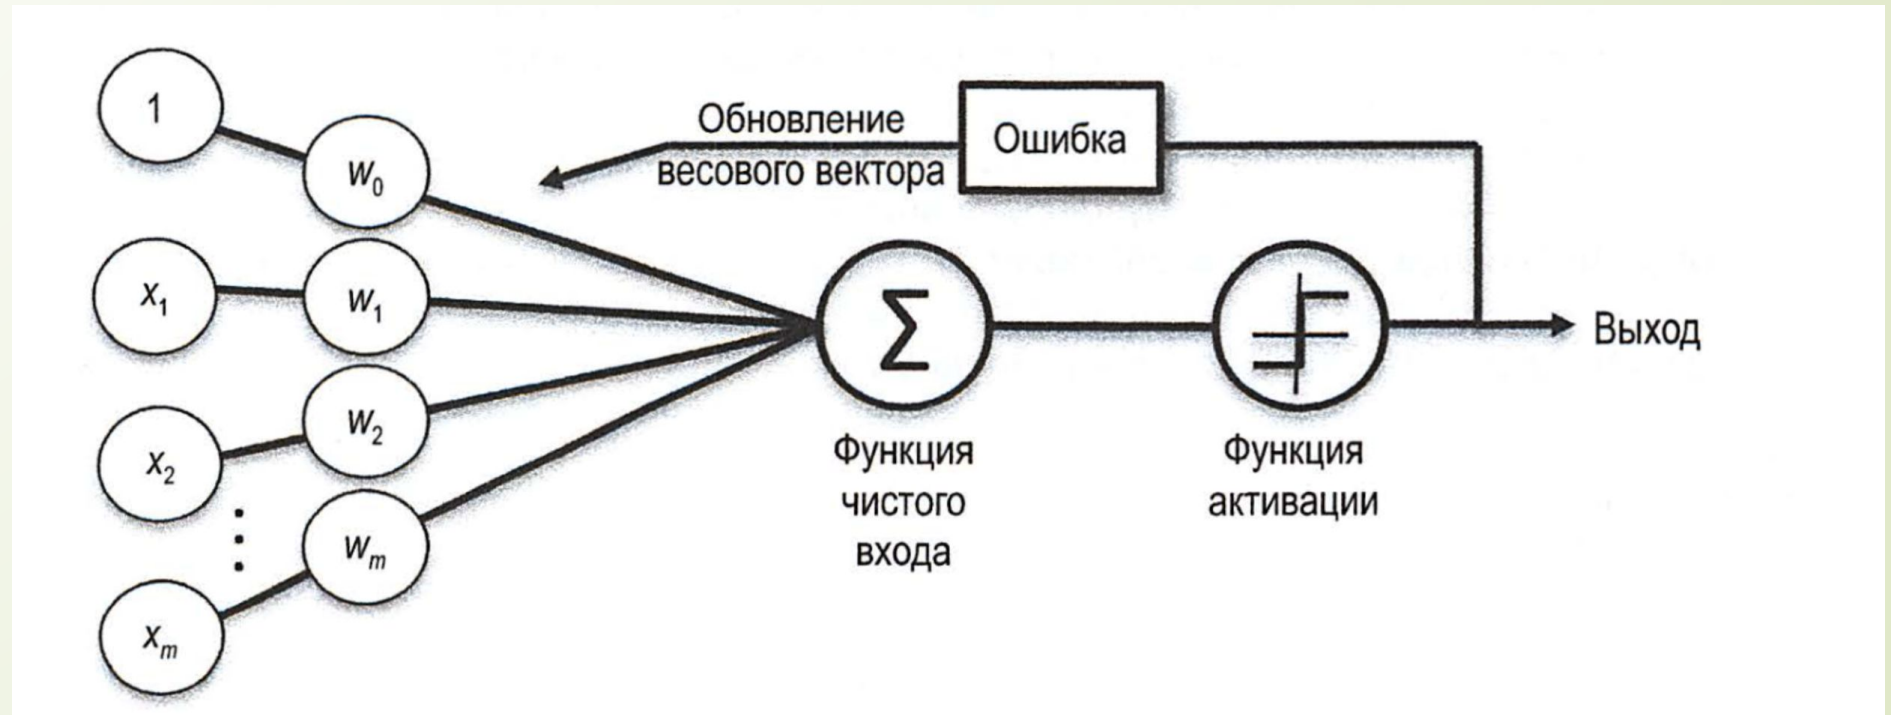 1
w0
x1
w1
x2
w2
xm
wm
Обновление
весового вектора
Ошибка
Σ
Функция
чистого
входа
Функция
активации
Выход